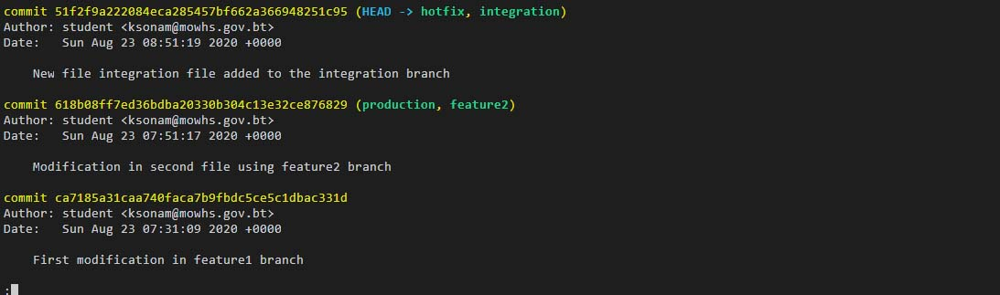 commit 51f2f9a222084eca285457bf662a366948251c95 (HEAD -> hotfix, integration)
Author: student <ksonam@mowhs.gov.bt>
Date:   Sun Aug 23 08:51:19 2020 +0000
    New file integration file added to the integration branch
commit 618b08ff7ed36bdba20330b304c13e32ce876829 (production, feature2)
Author: student <ksonam@mowhs.gov.bt>
Date:   Sun Aug 23 07:51:17 2020 +0000
    Modification in second file using feature2 branch
commit ca7185a31caa740faca7b9fbdc5ce5c1dbac331d
Author: student <ksonam@mowhs.gov.bt>
Date:   Sun Aug 23 07:31:09 2020 +0000
    First modification in feature1 branch
: